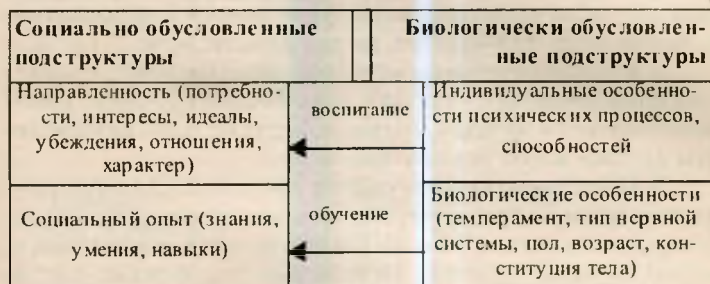 Социально обусловленные
подструктуры
Биологически обусловлен-
ные подструктуры
Направленность (потребно-
сти, интересы, идеалы,
убеждения, отношения,
характер)
воспитание
Индивидуальные особенно-
сти психических процессов,
способностей
Социальный опыт (знания,
умения, навыки)
обучение
Биологические особенности
(темперамент, тип нервной
системы, пол, возраст, кон-
ституция тела)